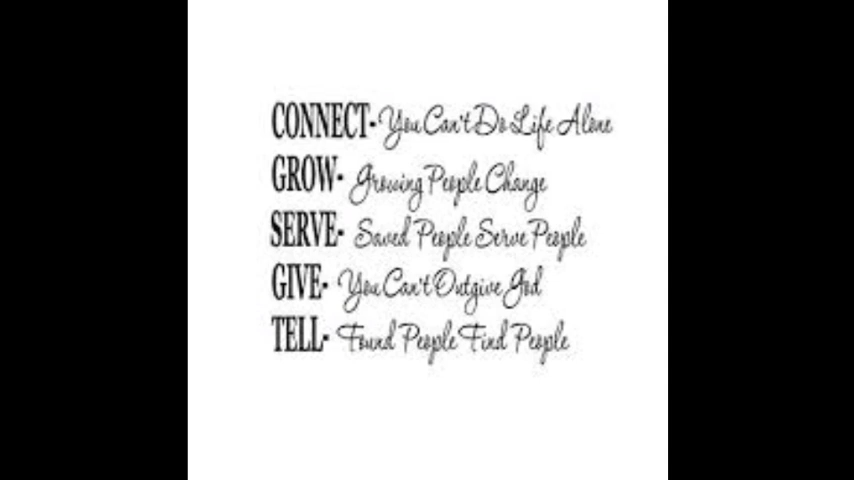 CONNECT- You Can't Do Life Alone
GROW- Growing People Change
SERVE- Saved People Serve People
GIVE- You Can't Outgive God
TELL- Found People Find People